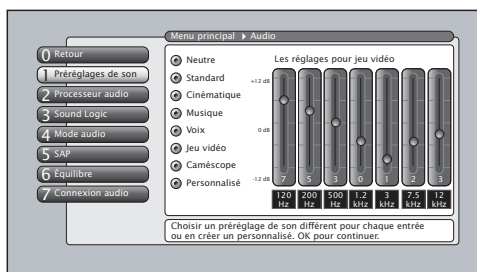 Menu principal Audio
0 Retour
1 Préréglages de son
2 Processeur audio
3 Sound Logic
4 Mode audio
5 SAP
6 Équilibre
7 Connexion audio
Neutre
Standard
Cinématique
Musique
Voix
Jeu vidéo
Caméscope
Personnalisé
Les réglages pour jeu vidéo
+12 dB
0 dB
-12 dB
7 5 3 0 1 2 3
120 Hz 200 Hz 500 Hz 1.2 kHz 3 kHz 7.5 kHz 12 kHz
Choisir un préréglage de son différent pour chaque entrée
ou en créer un personnalisé. OK pour continuer.